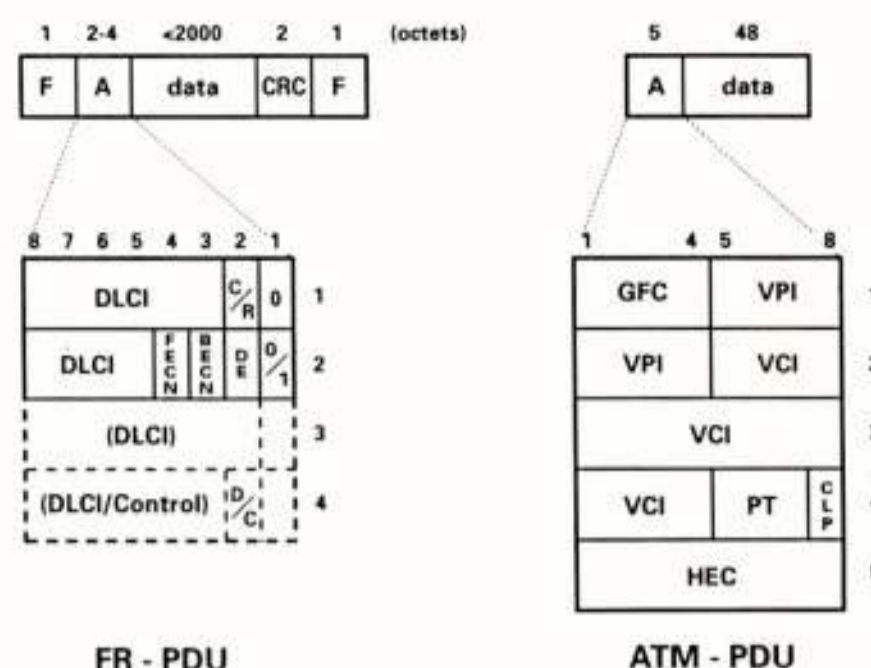 1 2-4 <2000 2 1 (octets)
F A data CRC F
8 7 6 5 4 3 2 1
DLCI C/R 0 1
DLCI FECN BECN DE 0/1 2
(DLCI) 3
(DLCI/Control) D/C 4
FR - PDU
5 48
A data
1 4 5 8
GFC VPI
VPI VCI
VCI
VCI PT CLP
HEC
ATM - PDU